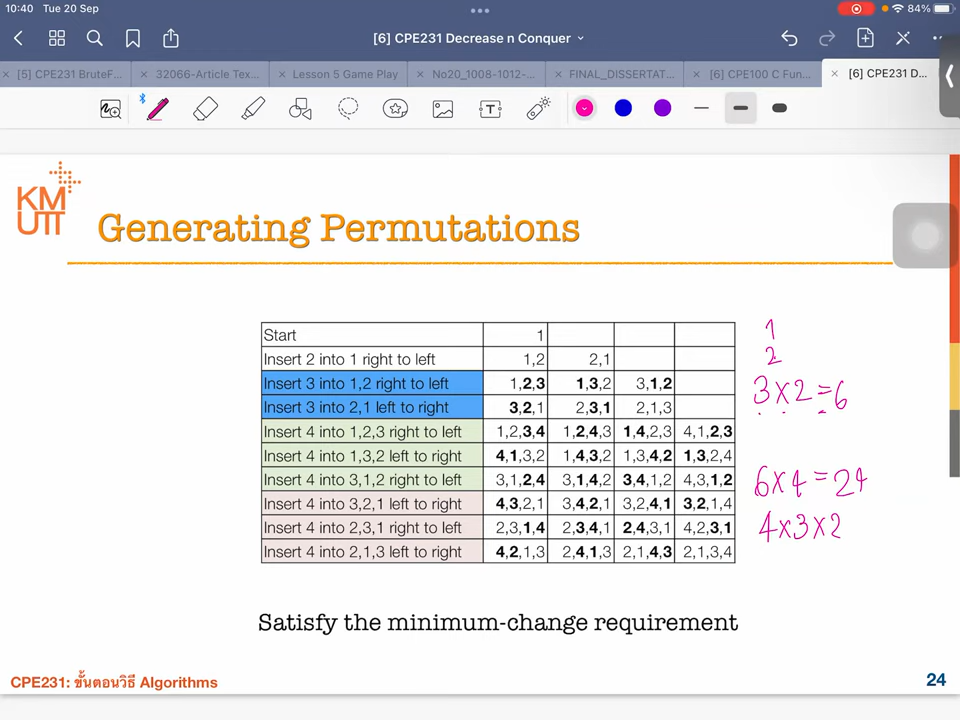 10:40 Tue 20 Sep
84%
[6] CPE231 Decrease n Conquer
[5] CPE231 BruteF...
32066-Article Tex...
Lesson 5 Game Play
No20_1008-1012-...
FINAL_DISSERTAT...
[6] CPE100 C Fun...
[6] CPE231 D...
KM
UTT
Generating Permutations
Start 1
Insert 2 into 1 right to left 1,2 2,1
Insert 3 into 1,2 right to left 1,2,3 1,3,2 3,1,2
Insert 3 into 2,1 left to right 3,2,1 2,3,1 2,1,3
Insert 4 into 1,2,3 right to left 1,2,3,4 1,2,4,3 1,4,2,3 4,1,2,3
Insert 4 into 1,3,2 left to right 4,1,3,2 1,4,3,2 1,3,4,2 1,3,2,4
Insert 4 into 3,1,2 right to left 3,1,2,4 3,1,4,2 3,4,1,2 4,3,1,2
Insert 4 into 3,2,1 left to right 4,3,2,1 3,4,2,1 3,2,4,1 3,2,1,4
Insert 4 into 2,3,1 right to left 2,3,1,4 2,3,4,1 2,4,3,1 4,2,3,1
Insert 4 into 2,1,3 left to right 4,2,1,3 2,4,1,3 2,1,4,3 2,1,3,4
1
2
3×2=6
6×4=24
4×3×2
Satisfy the minimum-change requirement
CPE231: ขั้นตอนวิธี Algorithms
24